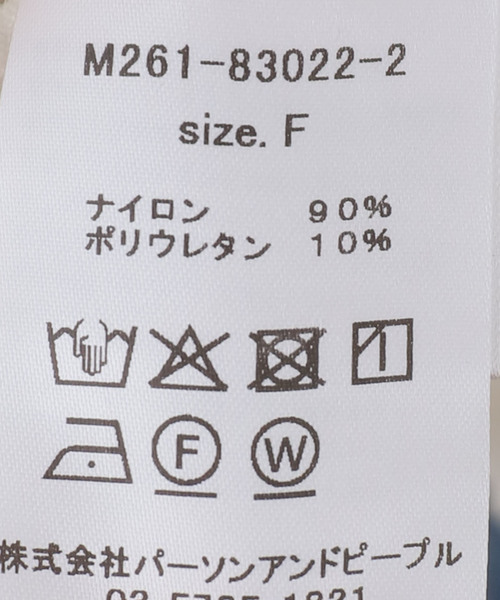 M261-83022-2
size. F
ナイロン 90%
ポリウレタン 10%
F W
株式会社パーソンアンドピープル